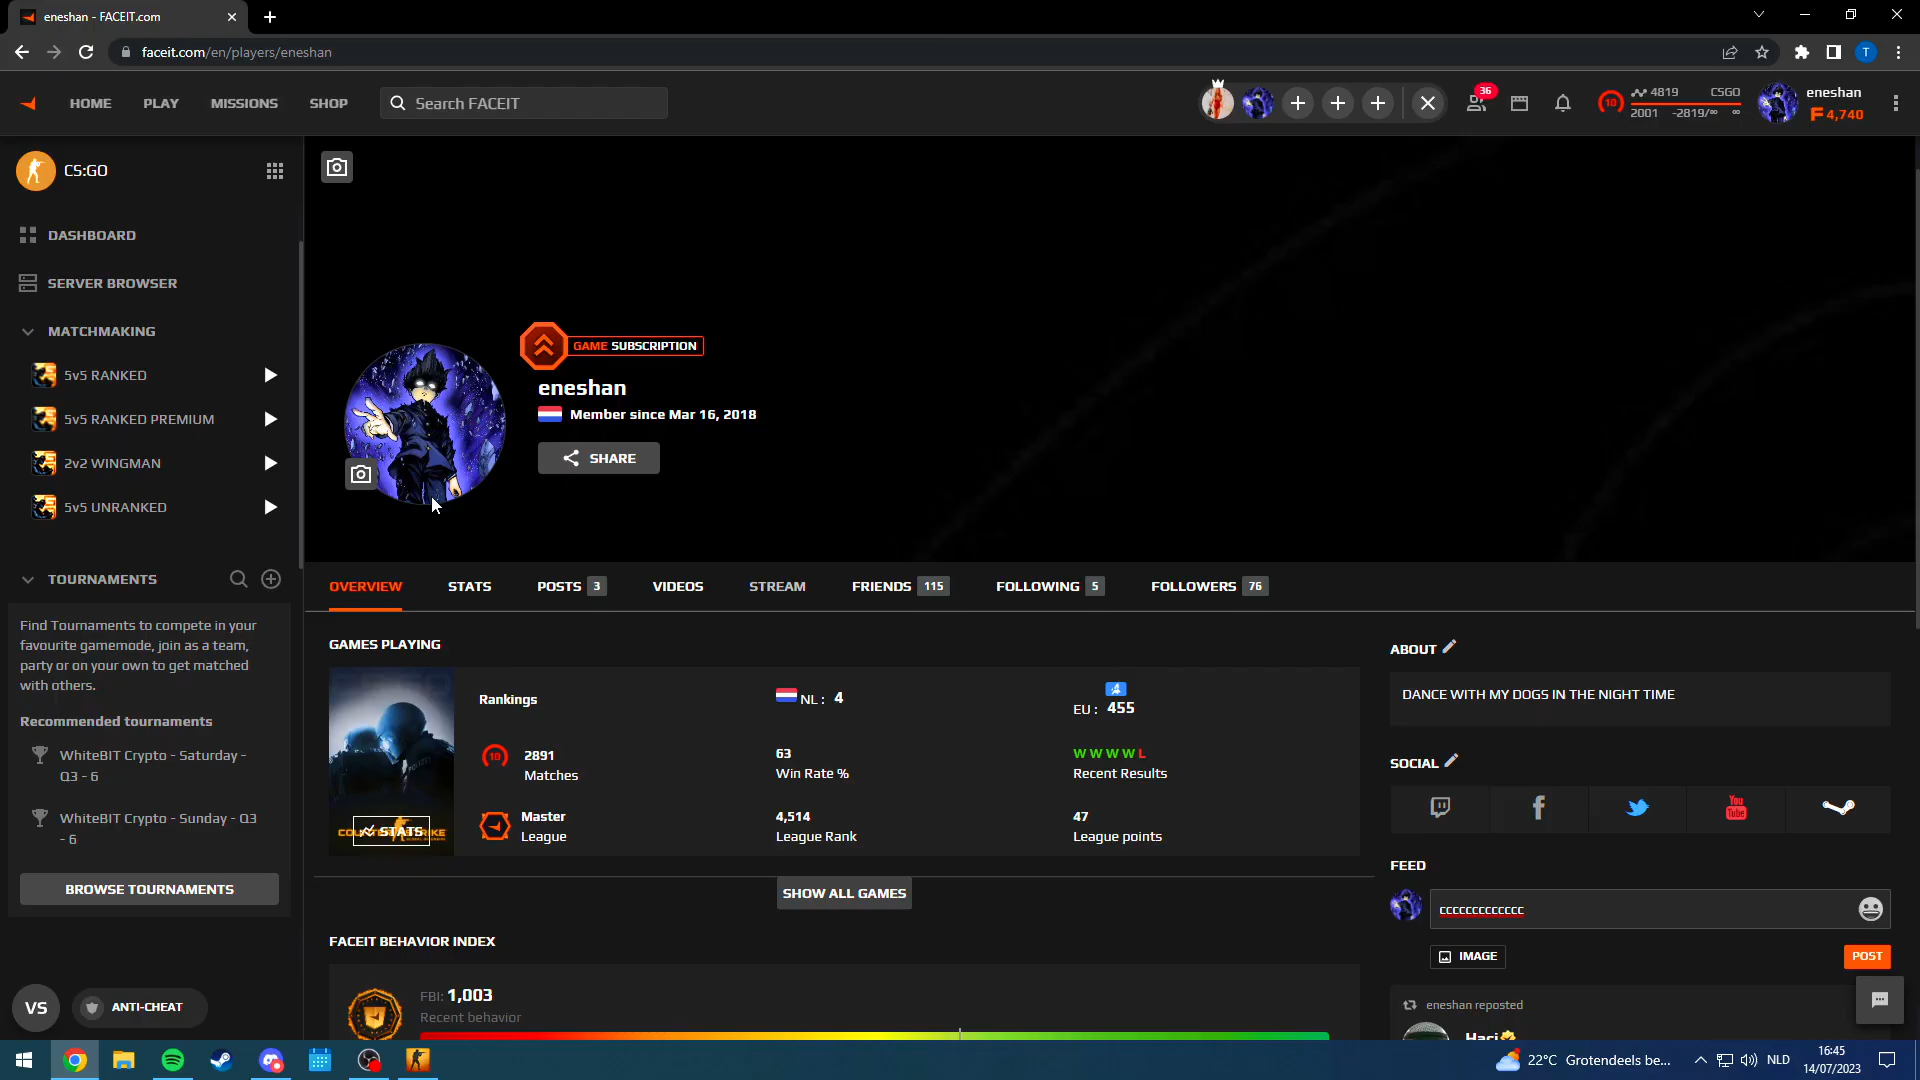 eneshan - FACEIT.com
faceit.com/en/players/eneshan
T
HOME
PLAY
MISSIONS
SHOP
Search FACEIT
36
10
4819
CSGO
2001
-2819/∞
∞
eneshan
4,740
CS:GO
DASHBOARD
SERVER BROWSER
MATCHMAKING
5v5 RANKED
5v5 RANKED PREMIUM
2v2 WINGMAN
5v5 UNRANKED
TOURNAMENTS
Find Tournaments to compete in your
favourite gamemode, join as a team,
party or on your own to get matched
with others.
Recommended tournaments
WhiteBIT Crypto - Saturday -
Q3 - 6
WhiteBIT Crypto - Sunday - Q3
- 6
BROWSE TOURNAMENTS
VS
ANTI-CHEAT
GAME SUBSCRIPTION
eneshan
Member since Mar 16, 2018
SHARE
OVERVIEW
STATS
POSTS 3
VIDEOS
STREAM
FRIENDS 115
FOLLOWING 5
FOLLOWERS 76
GAMES PLAYING
STATS
Rankings
NL : 4
EU : 455
10
2891
Matches
63
Win Rate %
W W W W L
Recent Results
Master
League
4,514
League Rank
47
League points
SHOW ALL GAMES
FACEIT BEHAVIOR INDEX
FBI: 1,003
Recent behavior
ABOUT
DANCE WITH MY DOGS IN THE NIGHT TIME
SOCIAL
You
Tube
FEED
ccccccccccccc
IMAGE
POST
eneshan reposted
Hari
22°C Grotendeels be...
NLD
16:45
14/07/2023